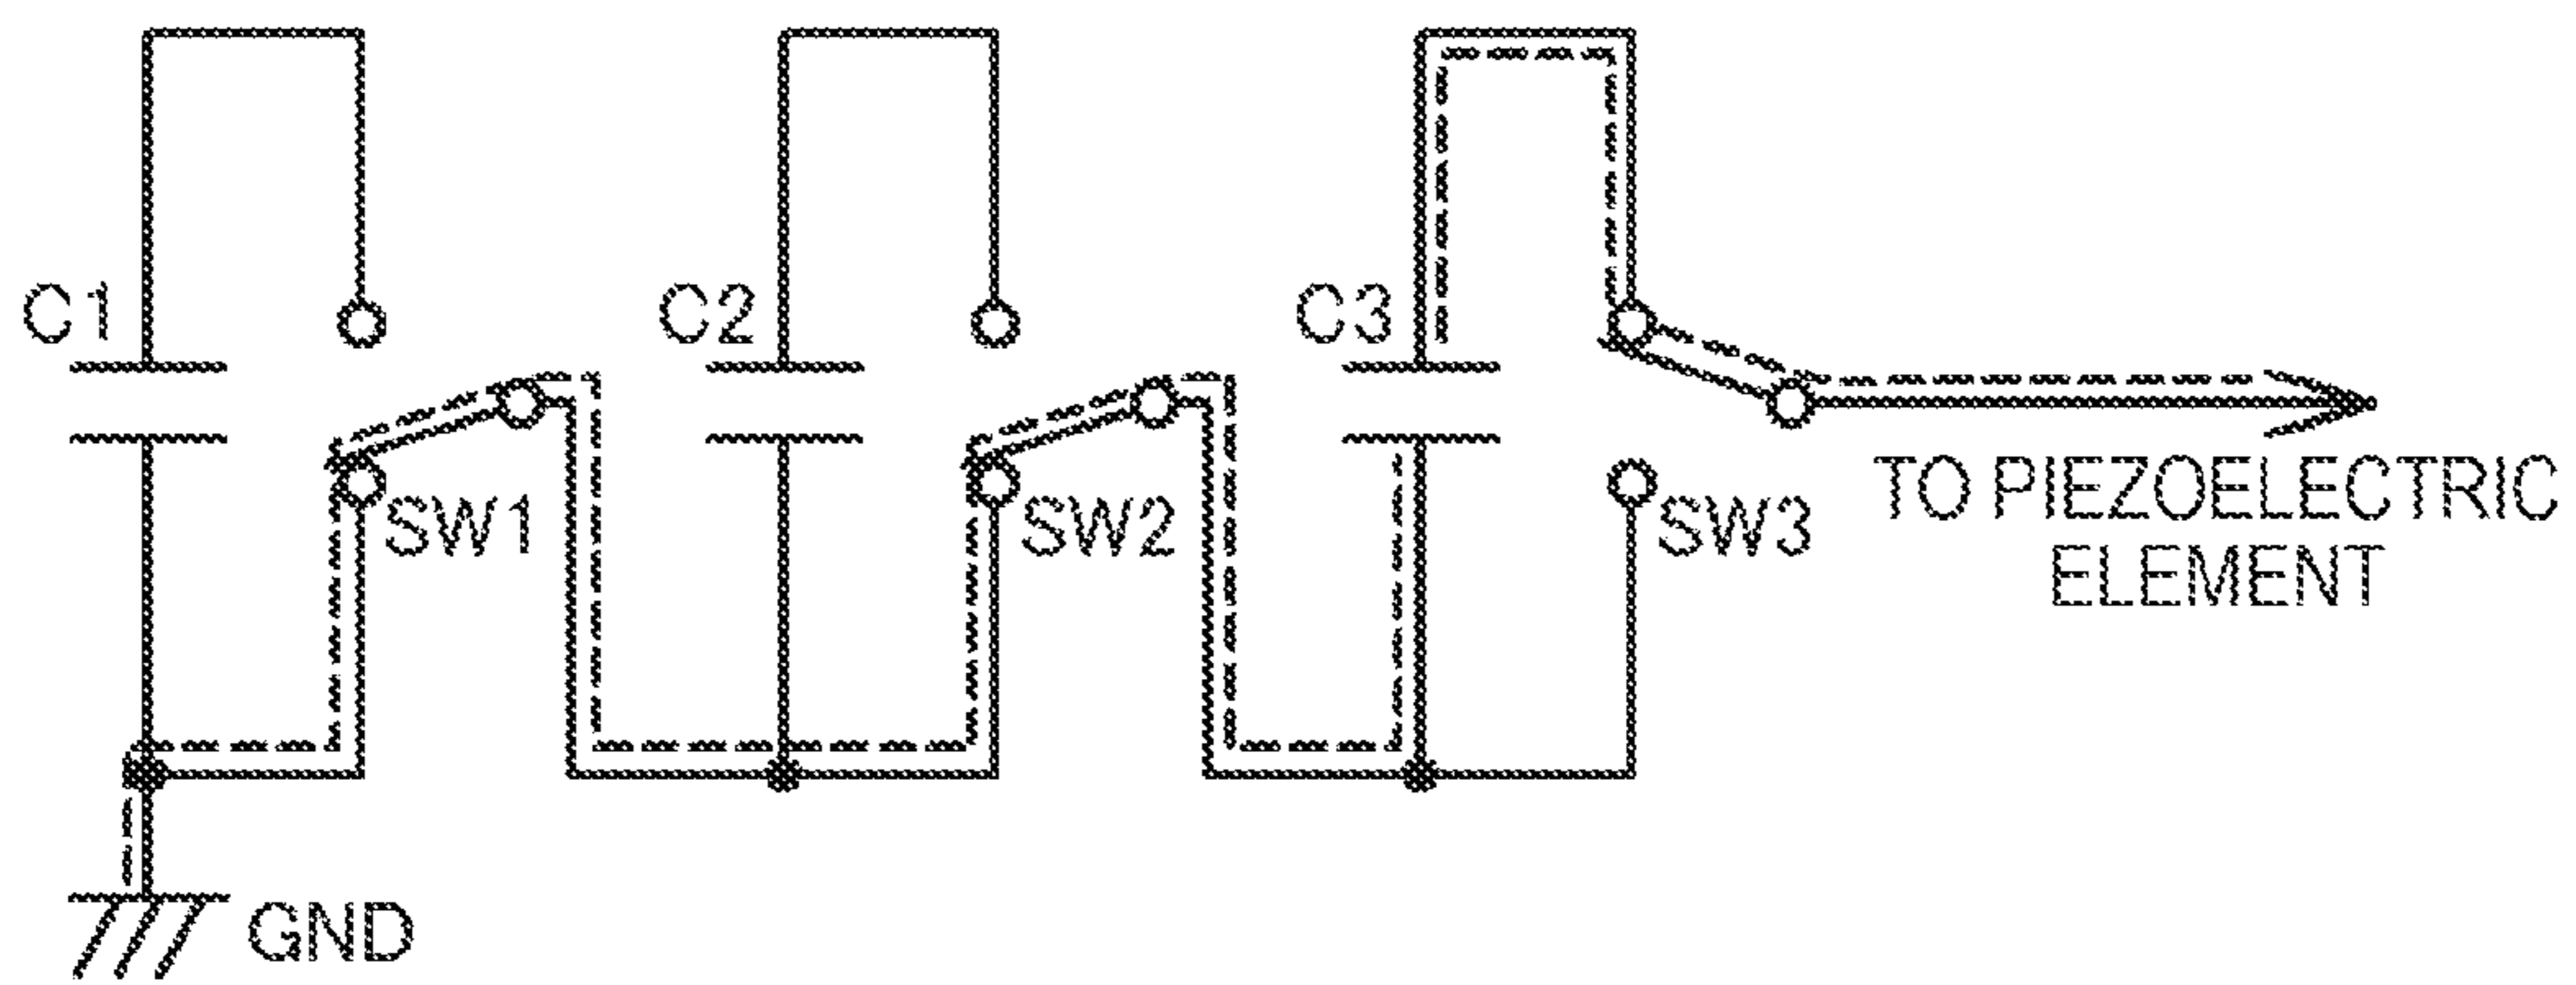 C1
C2
C3
SW1
SW2
SW3
TO PIEZOELECTRIC
ELEMENT
GND